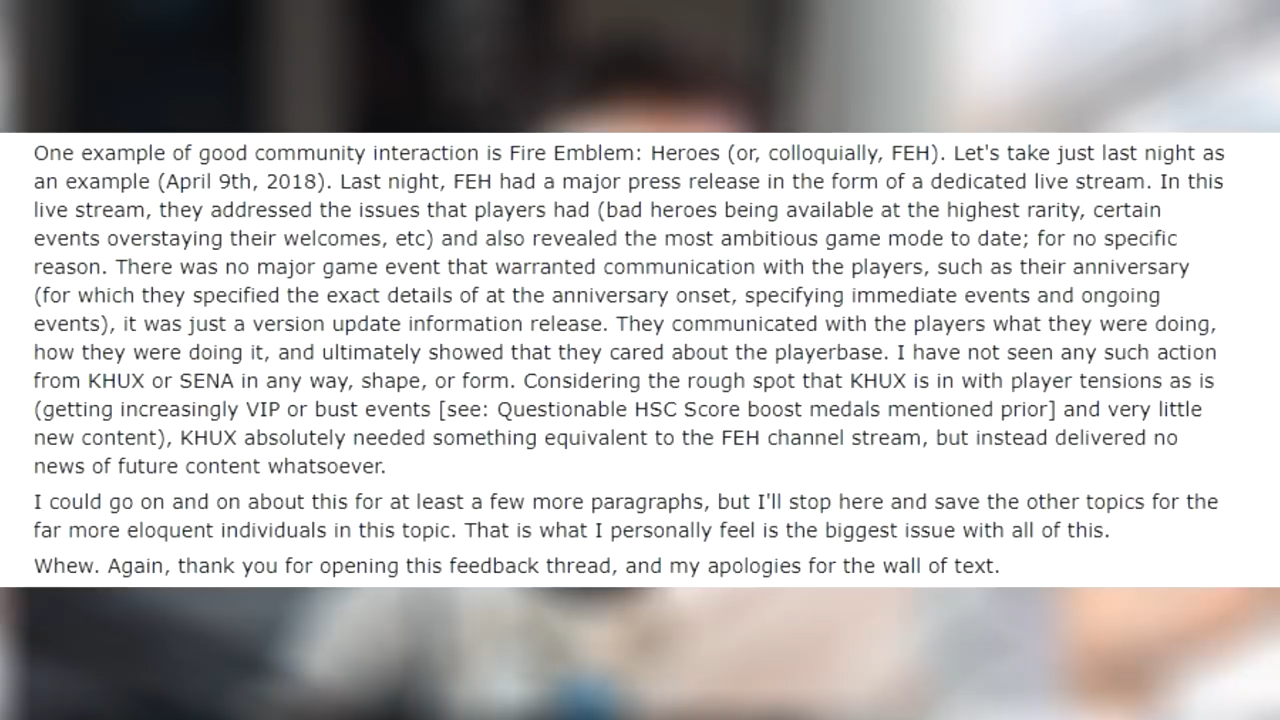 One example of good community interaction is Fire Emblem: Heroes (or, colloquially, FEH). Let's take just last night as
an example (April 9th, 2018). Last night, FEH had a major press release in the form of a dedicated live stream. In this
live stream, they addressed the issues that players had (bad heroes being available at the highest rarity, certain
events overstaying their welcomes, etc) and also revealed the most ambitious game mode to date; for no specific
reason. There was no major game event that warranted communication with the players, such as their anniversary
(for which they specified the exact details of at the anniversary onset, specifying immediate events and ongoing
events), it was just a version update information release. They communicated with the players what they were doing,
how they were doing it, and ultimately showed that they cared about the playerbase. I have not seen any such action
from KHUX or SENA in any way, shape, or form. Considering the rough spot that KHUX is in with player tensions as is
(getting increasingly VIP or bust events [see: Questionable HSC Score boost medals mentioned prior] and very little
new content), KHUX absolutely needed something equivalent to the FEH channel stream, but instead delivered no
news of future content whatsoever.
I could go on and on about this for at least a few more paragraphs, but I'll stop here and save the other topics for the
far more eloquent individuals in this topic. That is what I personally feel is the biggest issue with all of this.
Whew. Again, thank you for opening this feedback thread, and my apologies for the wall of text.